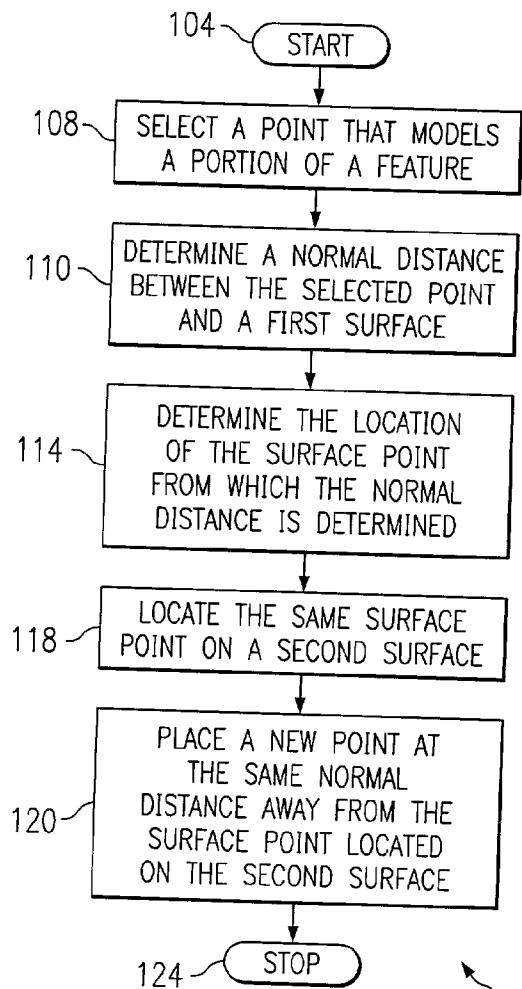 104
START
108
SELECT A POINT THAT MODELS
A PORTION OF A FEATURE
110
DETERMINE A NORMAL DISTANCE
BETWEEN THE SELECTED POINT
AND A FIRST SURFACE
114
DETERMINE THE LOCATION
OF THE SURFACE POINT
FROM WHICH THE NORMAL
DISTANCE IS DETERMINED
118
LOCATE THE SAME SURFACE
POINT ON A SECOND SURFACE
120
PLACE A NEW POINT AT
THE SAME NORMAL
DISTANCE AWAY FROM THE
SURFACE POINT LOCATED
ON THE SECOND SURFACE
124
STOP